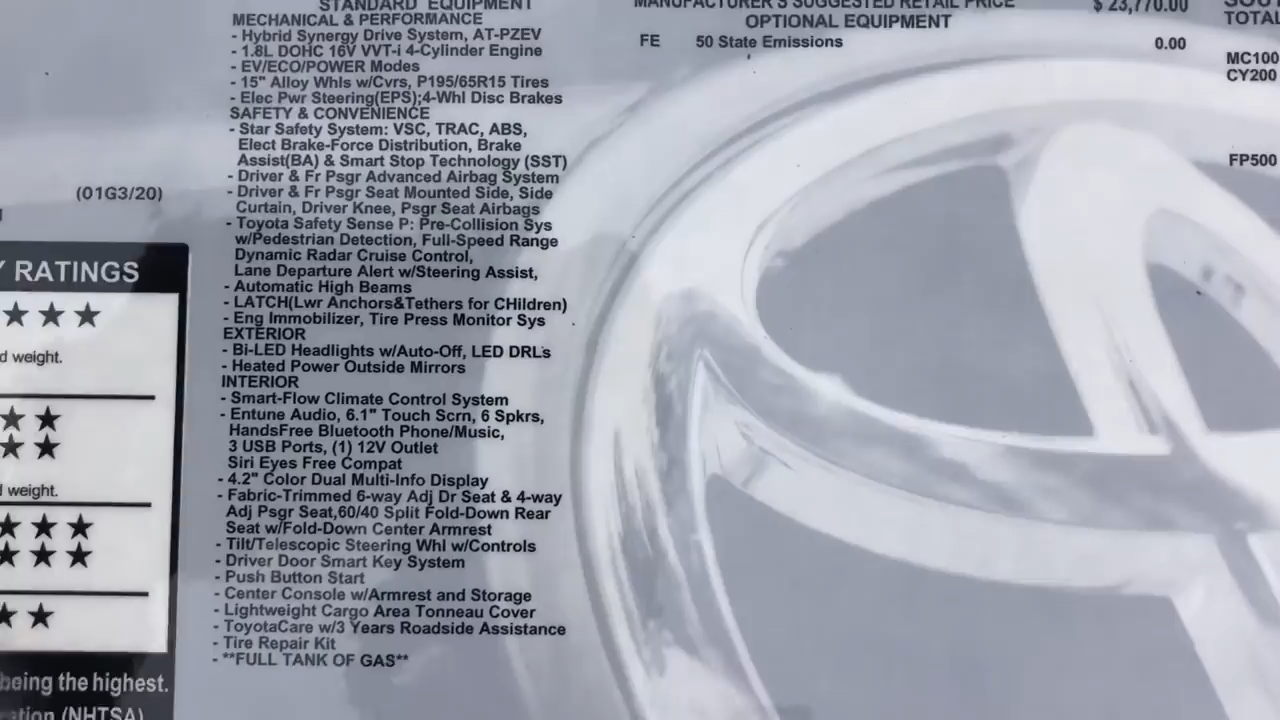 STANDARD EQUIPMENT
MECHANICAL & PERFORMANCE
- Hybrid Synergy Drive System, AT-PZEV
- 1.8L DOHC 16V VVT-i 4-Cylinder Engine
- EV/ECO/POWER Modes
- 15" Alloy Whls w/Cvrs, P195/65R15 Tires
- Elec Pwr Steering(EPS);4-Whl Disc Brakes
SAFETY & CONVENIENCE
- Star Safety System: VSC, TRAC, ABS,
Elect Brake-Force Distribution, Brake
Assist(BA) & Smart Stop Technology (SST)
- Driver & Fr Psgr Advanced Airbag System
- Driver & Fr Psgr Seat Mounted Side, Side
Curtain, Driver Knee, Psgr Seat Airbags
- Toyota Safety Sense P: Pre-Collision Sys
w/Pedestrian Detection, Full-Speed Range
Dynamic Radar Cruise Control,
Lane Departure Alert w/Steering Assist,
- Automatic High Beams
- LATCH(Lwr Anchors&Tethers for CHildren)
- Eng Immobilizer, Tire Press Monitor Sys
EXTERIOR
- Bi-LED Headlights w/Auto-Off, LED DRL's
- Heated Power Outside Mirrors
INTERIOR
- Smart-Flow Climate Control System
- Entune Audio, 6.1" Touch Scrn, 6 Spkrs,
HandsFree Bluetooth Phone/Music,
3 USB Ports, (1) 12V Outlet
Siri Eyes Free Compat
- 4.2" Color Dual Multi-Info Display
- Fabric-Trimmed 6-way Adj Dr Seat & 4-way
Adj Psgr Seat,60/40 Split Fold-Down Rear
Seat w/Fold-Down Center Armrest
- Tilt/Telescopic Steering Whl w/Controls
- Driver Door Smart Key System
- Push Button Start
- Center Console w/Armrest and Storage
- Lightweight Cargo Area Tonneau Cover
- ToyotaCare w/3 Years Roadside Assistance
- Tire Repair Kit
- **FULL TANK OF GAS**
MANUFACTURER'S SUGGESTED RETAIL PRICE $ 23,770.00
OPTIONAL EQUIPMENT
FE 50 State Emissions 0.00
TOTAL
MC100
CY200
FP500
(01G3/20)
RATINGS
★ ★ ★
d weight.
★ ★
★ ★
weight.
★ ★ ★
★ ★ ★
★ ★
being the highest.
(NHTSA)